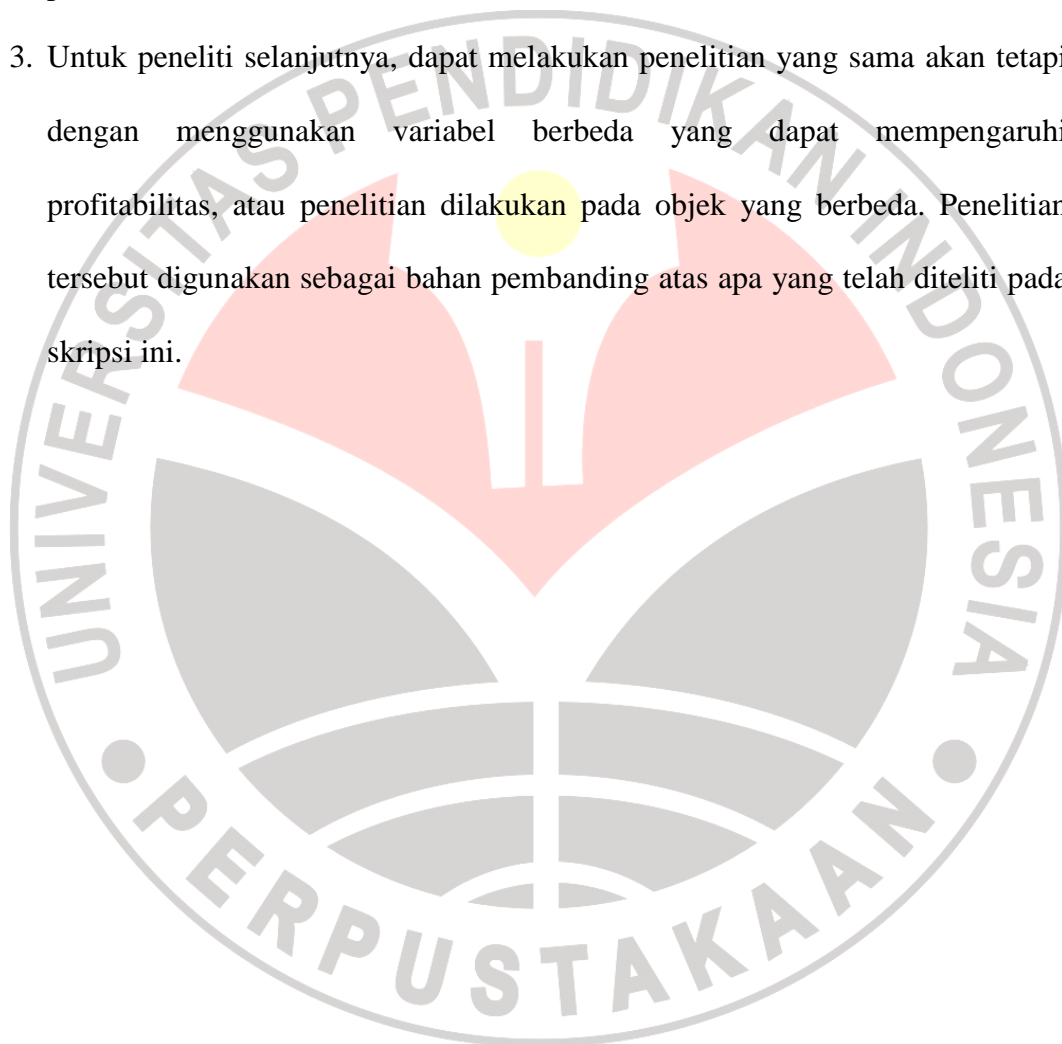 3. Untuk peneliti selanjutnya, dapat melakukan penelitian yang sama akan tetapi
dengan menggunakan variabel berbeda yang dapat mempengaruhi
profitabilitas, atau penelitian dilakukan pada objek yang berbeda. Penelitian
tersebut digunakan sebagai bahan pembanding atas apa yang telah diteliti pada
skripsi ini.
UNIVERSITAS PENDIDIKAN INDONESIA
PERPUSTAKAAN